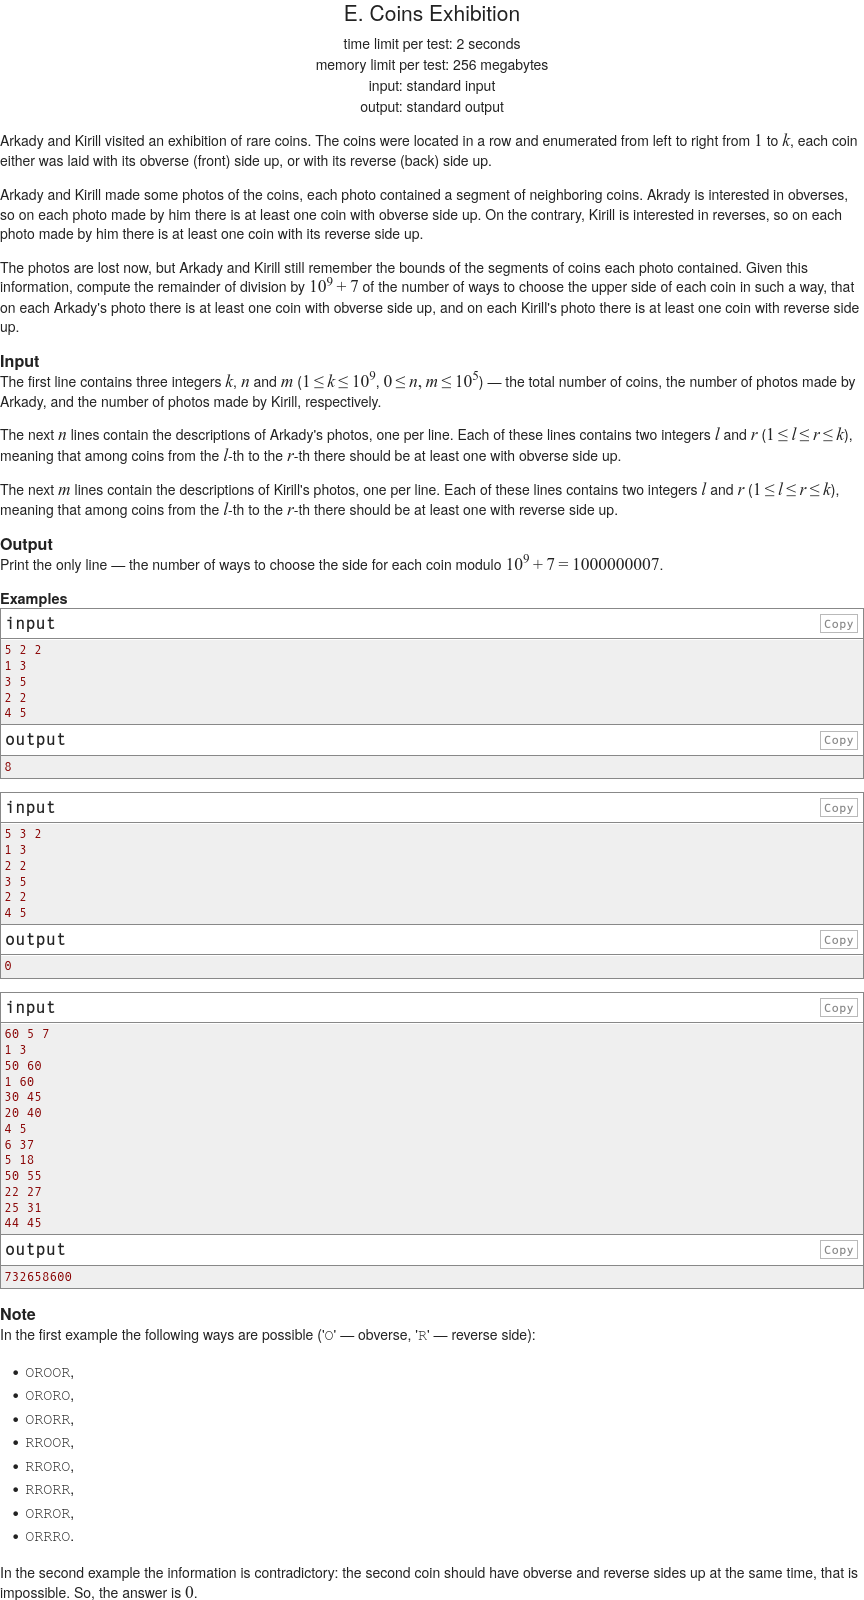 E. Coins Exhibition
time limit per test: 2 seconds
memory limit per test: 256 megabytes
input: standard input
output: standard output
Arkady and Kirill visited an exhibition of rare coins. The coins were located in a row and enumerated from left to right from 1 to k, each coin
either was laid with its obverse (front) side up, or with its reverse (back) side up.
Arkady and Kirill made some photos of the coins, each photo contained a segment of neighboring coins. Akrady is interested in obverses,
so on each photo made by him there is at least one coin with obverse side up. On the contrary, Kirill is interested in reverses, so on each
photo made by him there is at least one coin with its reverse side up.
The photos are lost now, but Arkady and Kirill still remember the bounds of the segments of coins each photo contained. Given this
information, compute the remainder of division by 10^9 + 7 of the number of ways to choose the upper side of each coin in such a way, that
on each Arkady's photo there is at least one coin with obverse side up, and on each Kirill's photo there is at least one coin with reverse side
up.
Input
The first line contains three integers k, n and m (1 ≤ k ≤ 10^9, 0 ≤ n, m ≤ 10^5) — the total number of coins, the number of photos made by
Arkady, and the number of photos made by Kirill, respectively.
The next n lines contain the descriptions of Arkady's photos, one per line. Each of these lines contains two integers l and r (1 ≤ l ≤ r ≤ k),
meaning that among coins from the l-th to the r-th there should be at least one with obverse side up.
The next m lines contain the descriptions of Kirill's photos, one per line. Each of these lines contains two integers l and r (1 ≤ l ≤ r ≤ k),
meaning that among coins from the l-th to the r-th there should be at least one with reverse side up.
Output
Print the only line — the number of ways to choose the side for each coin modulo 10^9 + 7 = 1000000007.
Examples
input Copy
5 2 2
1 3
3 5
2 2
4 5
output Copy
8
input Copy
5 3 2
1 3
2 2
3 5
2 2
4 5
output Copy
0
input Copy
60 5 7
1 3
50 60
1 60
30 45
20 40
4 5
6 37
5 18
50 55
22 27
25 31
44 45
output Copy
732658600
Note
In the first example the following ways are possible ('O' — obverse, 'R' — reverse side):
• OROOR,
• ORORO,
• ORORR,
• RROOR,
• RRORO,
• RRORR,
• ORROR,
• ORRRO.
In the second example the information is contradictory: the second coin should have obverse and reverse sides up at the same time, that is
impossible. So, the answer is 0.